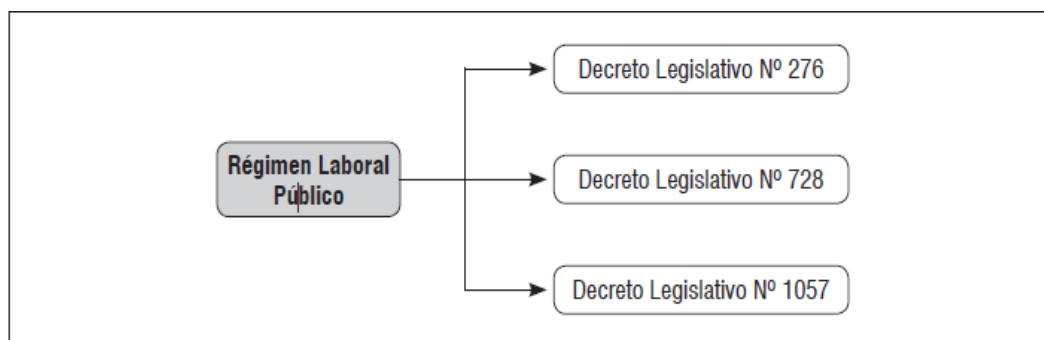 Decreto Legislativo Nº 276
Régimen Laboral
Público
Decreto Legislativo Nº 728
Decreto Legislativo Nº 1057